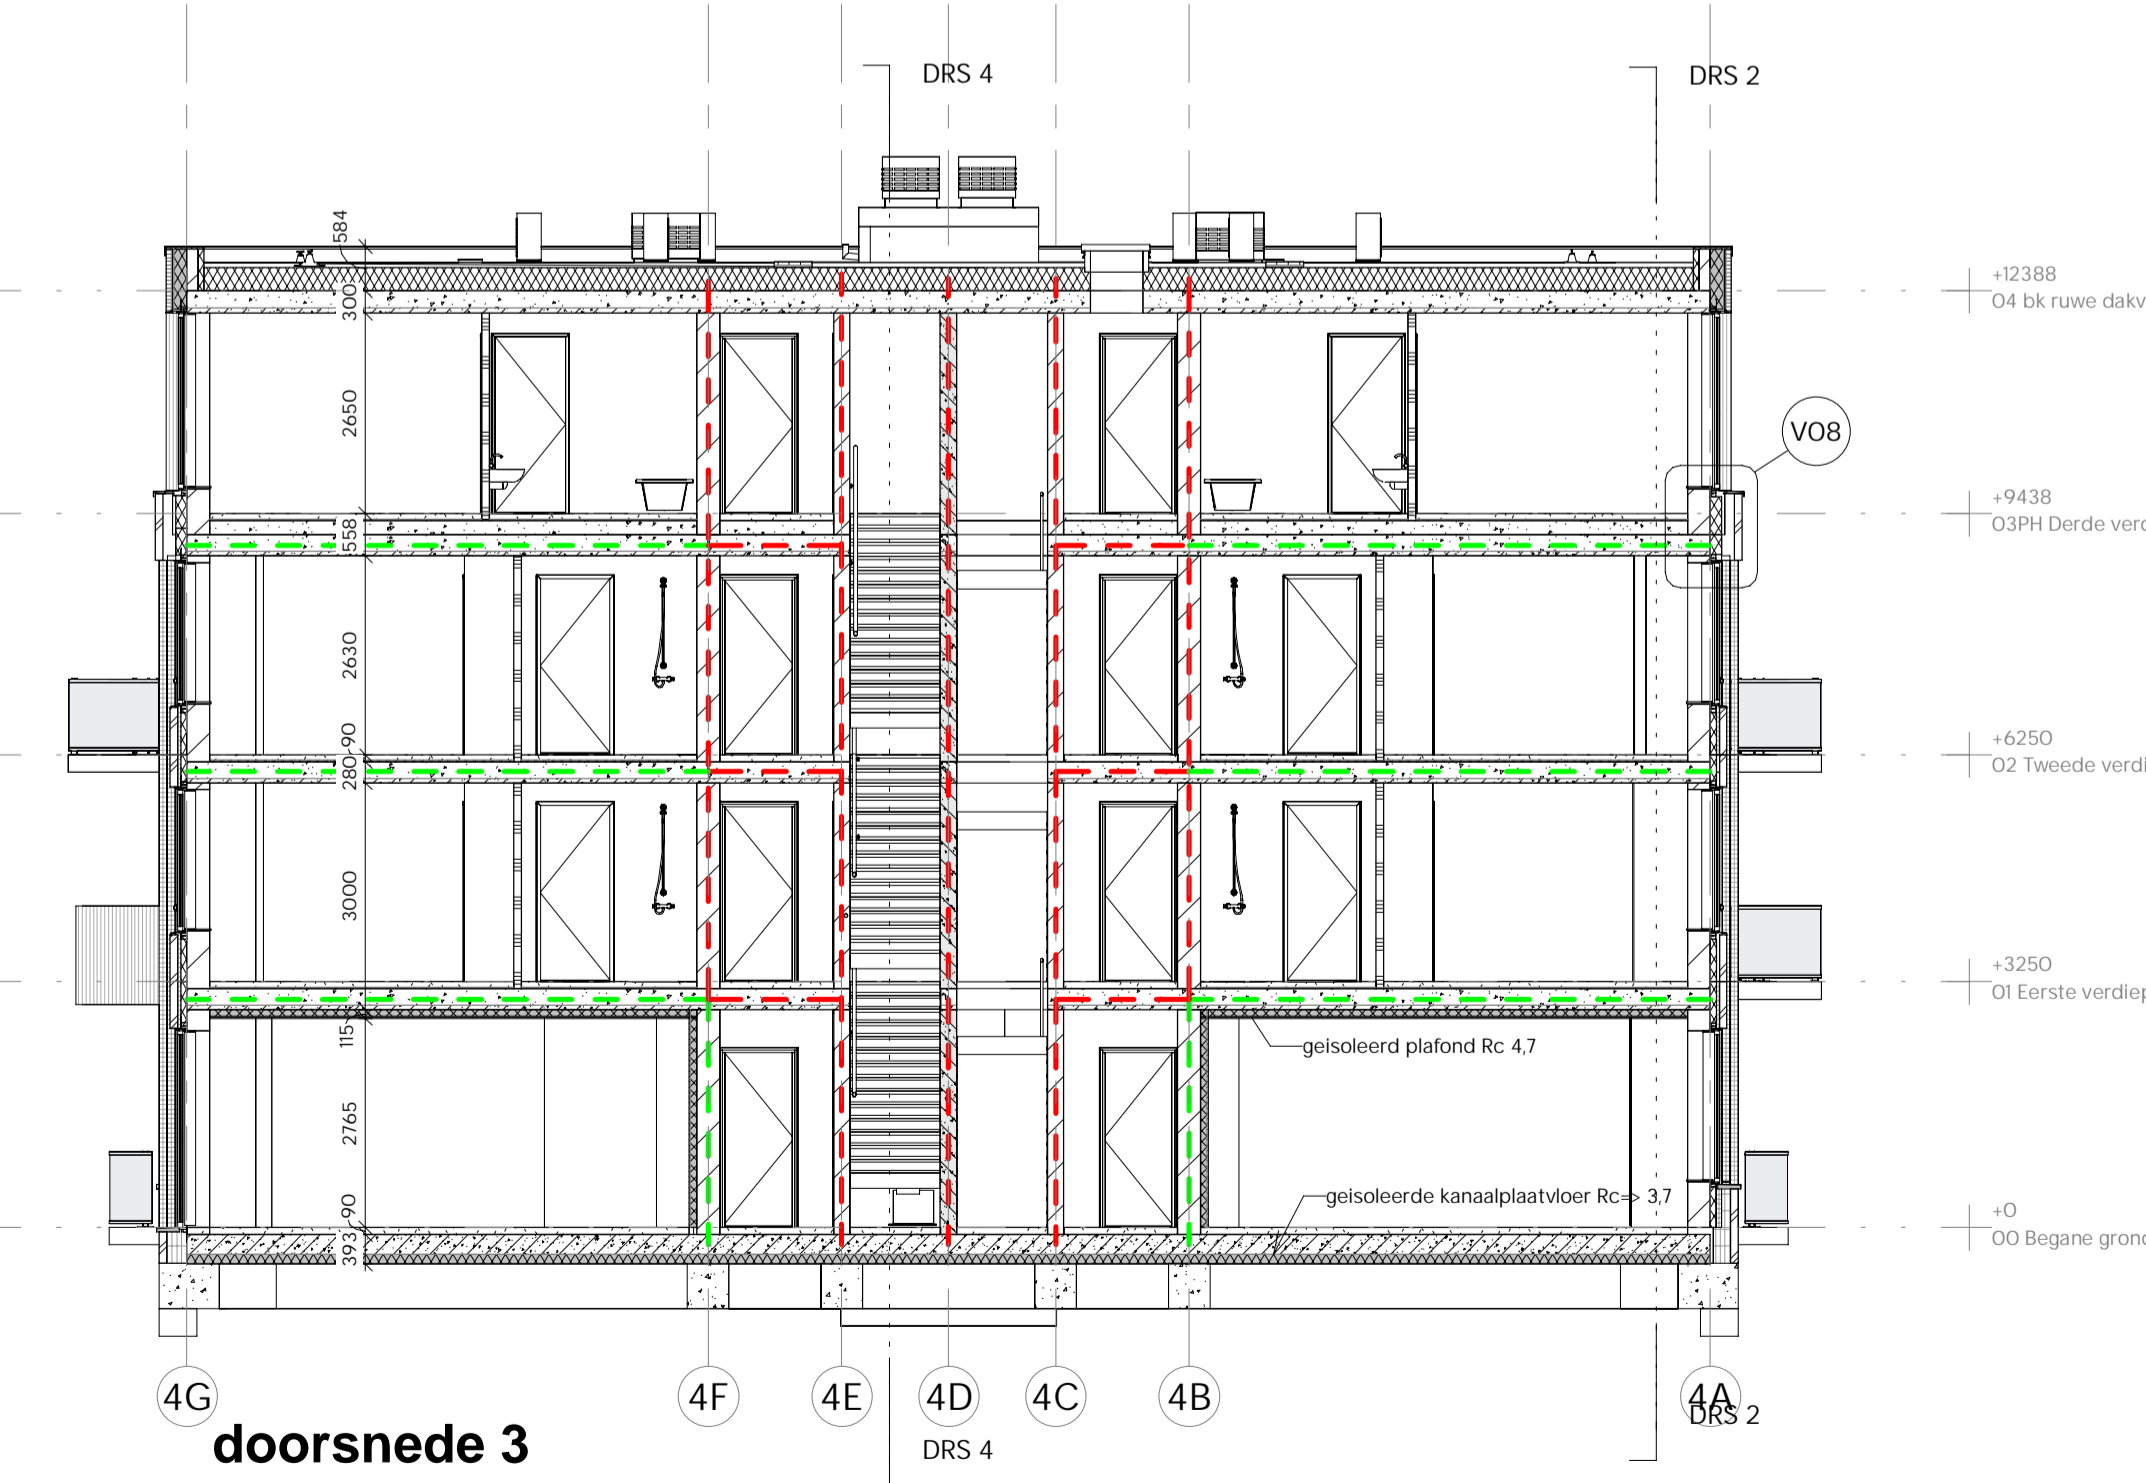 DRS 4
DRS 2
584
300
+12388
04 bk ruwe dakv
2650
V08
+9438
03PH Derde verd
558
2630
90
280
+6250
02 Tweede verdi
3000
+3250
01 Eerste verdiep
115
geisoleerd plafond Rc 4,7
2765
geisoleerde kanaalplaatvloer Rc=> 3,7
90
393
+0
00 Begane grond
4G
4F
4E
4D
4C
4B
4A
DRS 2
doorsnede 3
DRS 4